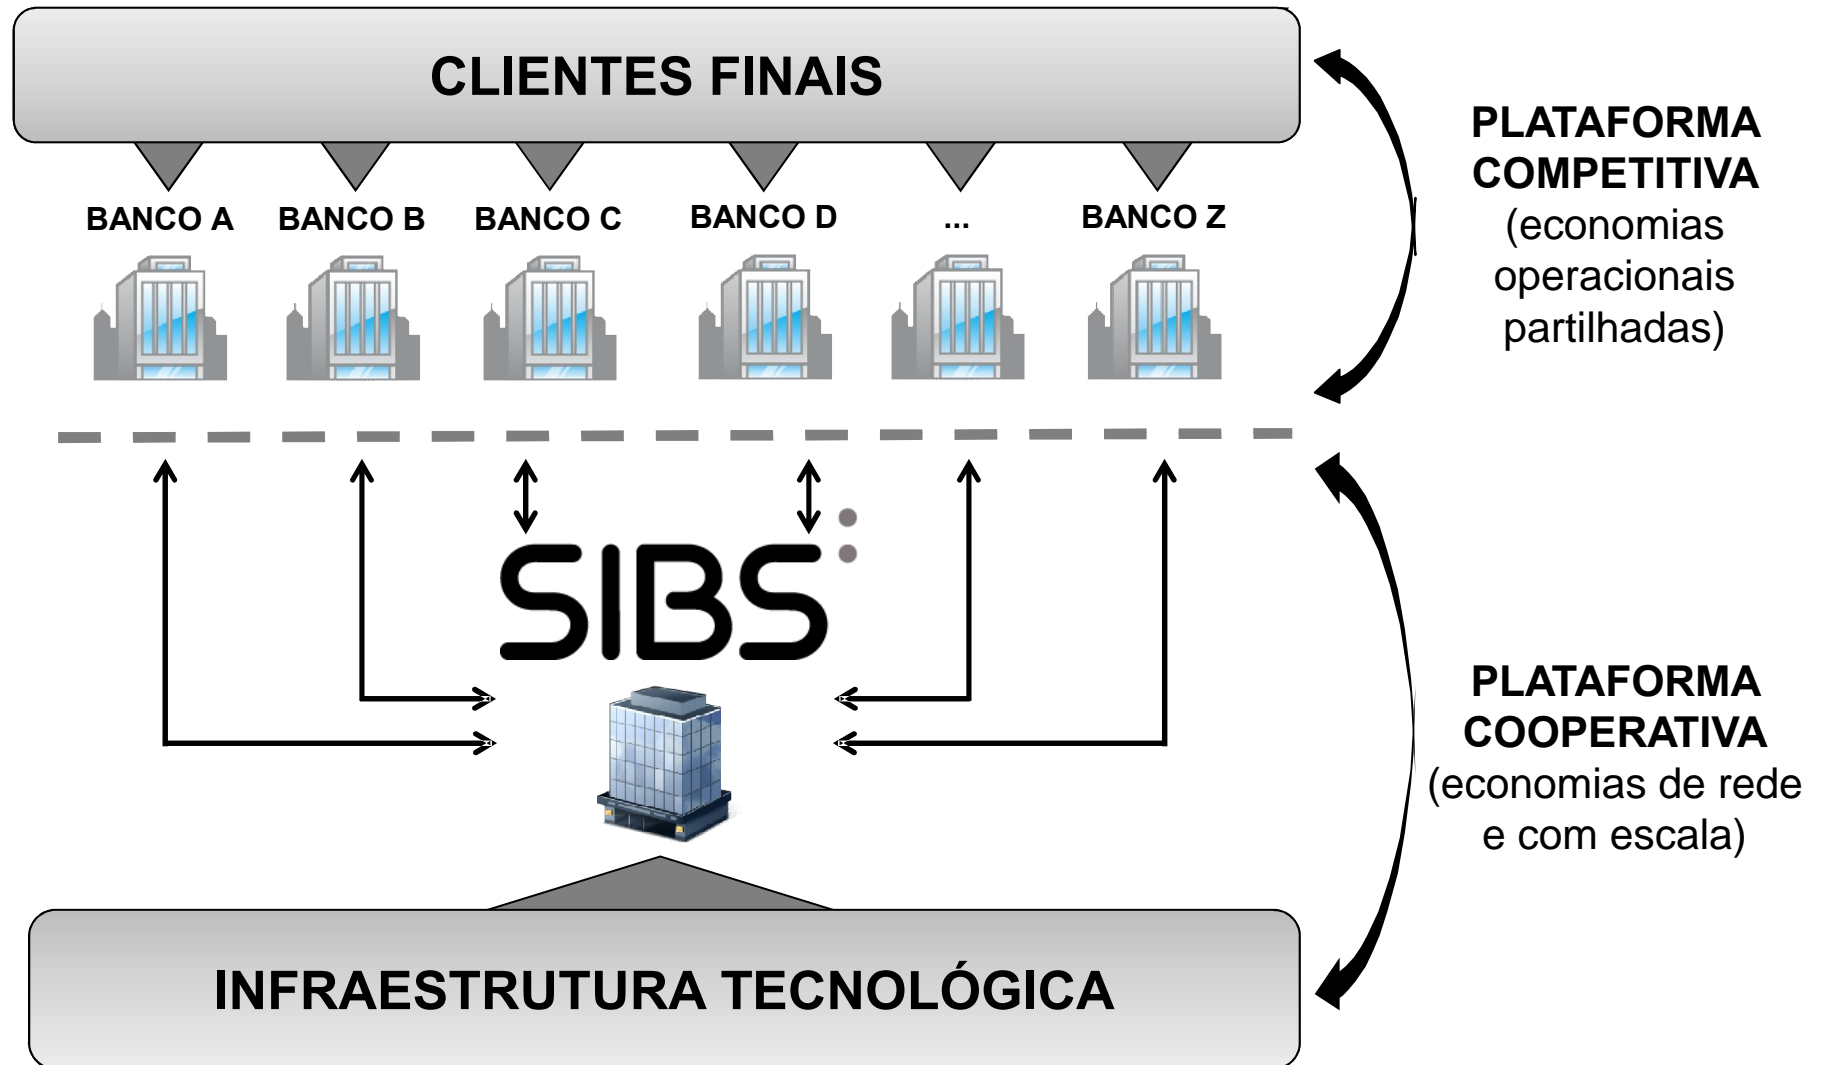 CLIENTES FINAIS
BANCO A BANCO B BANCO C BANCO D ... BANCO Z
PLATAFORMA
COMPETITIVA
(economias
operacionais
partilhadas)
SIBS
PLATAFORMA
COOPERATIVA
(economias de rede
e com escala)
INFRAESTRUTURA TECNOLÓGICA